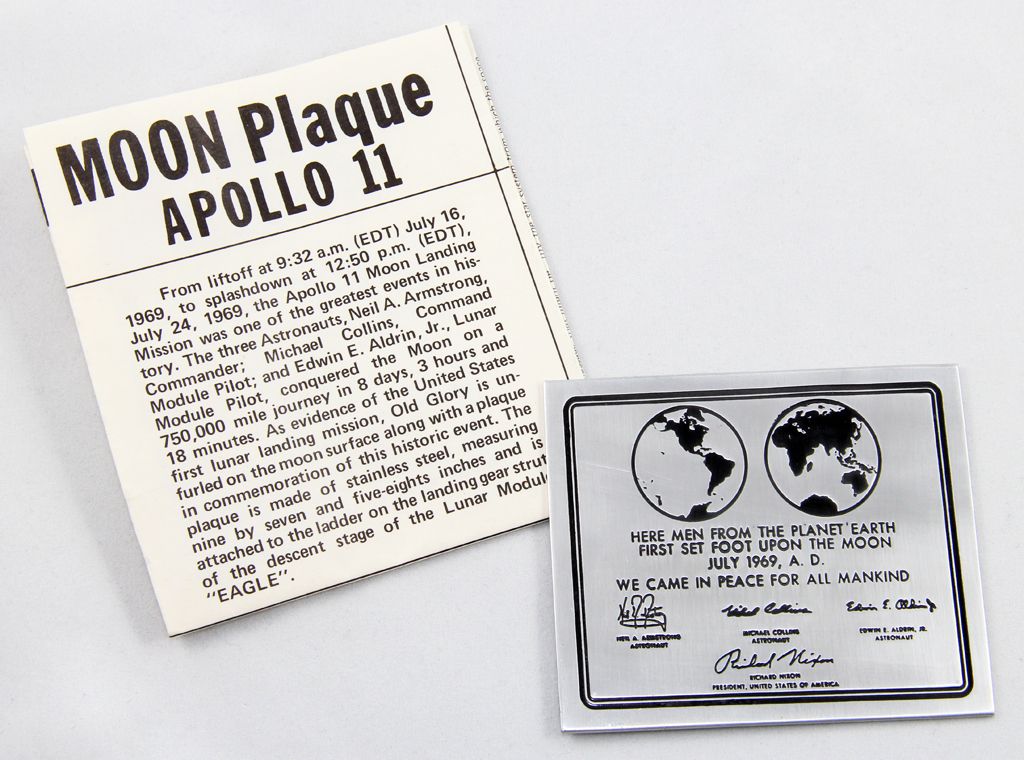 MOON Plaque
APOLLO 11
From liftoff at 9:32 a.m. (EDT) July 16,
1969, to splashdown at 12:50 p.m. (EDT),
July 24, 1969, the Apollo 11 Moon Landing
Mission was one of the greatest events in his-
tory. The three Astronauts, Neil A. Armstrong,
Commander; Michael Collins, Command
Module Pilot; and Edwin E. Aldrin, Jr., Lunar
Module Pilot, conquered the Moon on a
750,000 mile journey in 8 days, 3 hours and
18 minutes. As evidence of the United States
first lunar landing mission, Old Glory is un-
furled on the moon surface along with a plaque
in commemoration of this historic event. The
plaque is made of stainless steel, measuring
nine by seven and five-eights inches and is
attached to the ladder on the landing gear strut
of the descent stage of the Lunar Modul
"EAGLE".
HERE MEN FROM THE PLANET EARTH
FIRST SET FOOT UPON THE MOON
JULY 1969, A. D.
WE CAME IN PEACE FOR ALL MANKIND
Michael Collins
Edwin E. Aldrin Jr
NEIL A. ARMSTRONG
ASTRONAUT
MICHAEL COLLINS
ASTRONAUT
EDWIN E. ALDRIN, JR.
ASTRONAUT
Richard Nixon
RICHARD NIXON
PRESIDENT, UNITED STATES OF AMERICA